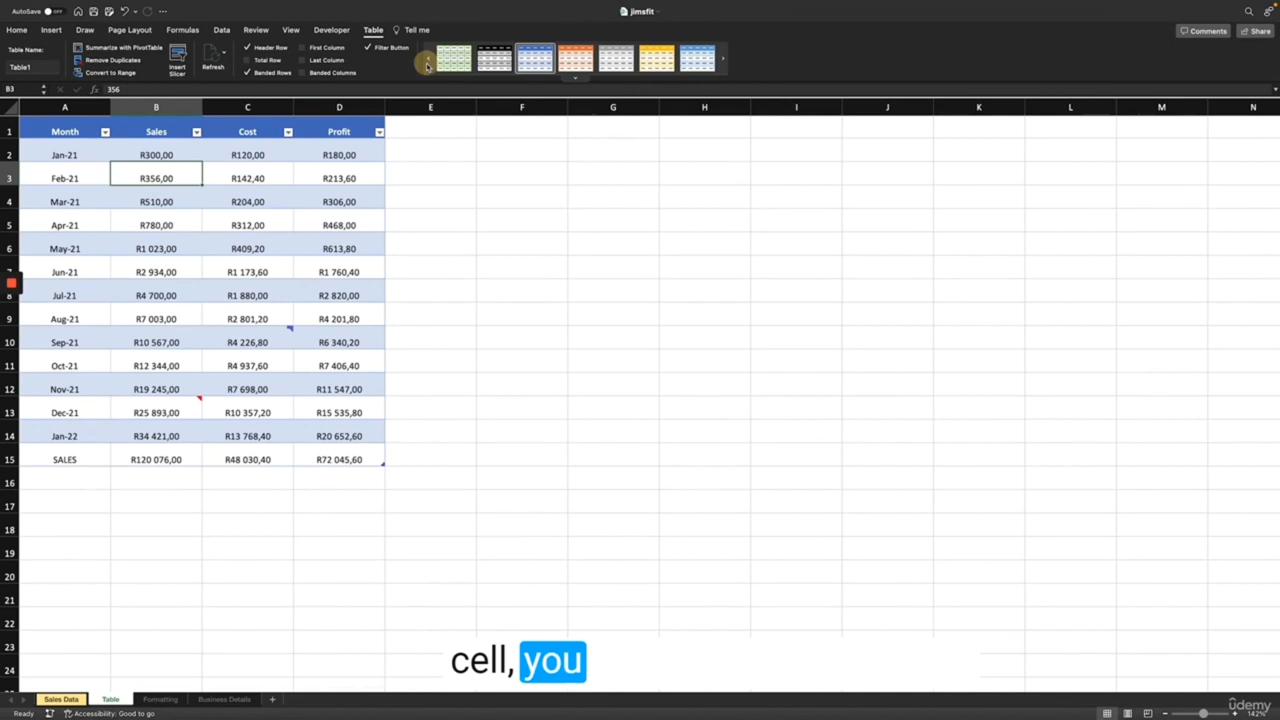 AutoSave OFF
jimsfit
Home Insert Draw Page Layout Formulas Data Review View Developer Table Tell me
Comments Share
Table Name:
Table1
Summarize with PivotTable
Remove Duplicates
Convert to Range
Insert
Slicer
Refresh
Header Row First Column Filter Button
Total Row Last Column
Banded Rows Banded Columns
B3 fx 356
A B C D E F G H I J K L M N
1 Month Sales Cost Profit
2 Jan-21 R300,00 R120,00 R180,00
3 Feb-21 R356,00 R142,40 R213,60
4 Mar-21 R510,00 R204,00 R306,00
5 Apr-21 R780,00 R312,00 R468,00
6 May-21 R1 023,00 R409,20 R613,80
Jun-21 R2 934,00 R1 173,60 R1 760,40
8 Jul-21 R4 700,00 R1 880,00 R2 820,00
9 Aug-21 R7 003,00 R2 801,20 R4 201,80
10 Sep-21 R10 567,00 R4 226,80 R6 340,20
11 Oct-21 R12 344,00 R4 937,60 R7 406,40
12 Nov-21 R19 245,00 R7 698,00 R11 547,00
13 Dec-21 R25 893,00 R10 357,20 R15 535,80
14 Jan-22 R34 421,00 R13 768,40 R20 652,60
15 SALES R120 076,00 R48 030,40 R72 045,60
16
17
18
19
20
21
22
23
24
cell, you
Sales Data Table Formatting Business Details +
Ready Accessibility: Good to go
142%
udemy